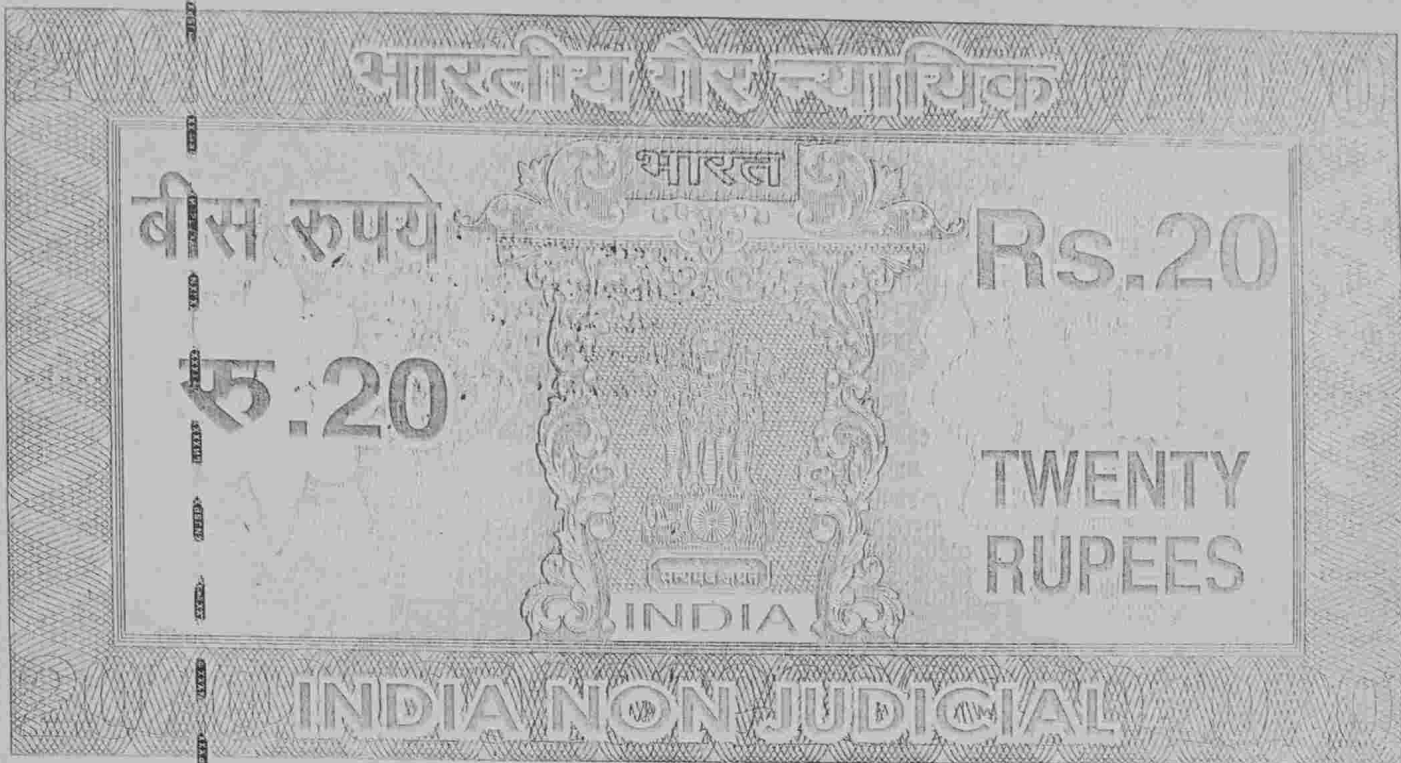 भारतीय गैर न्यायिक
भारत
बीस रुपये
Rs.20
रु.20
TWENTY
RUPEES
सत्यमेव जयते
INDIA
INDIA NON JUDICIAL